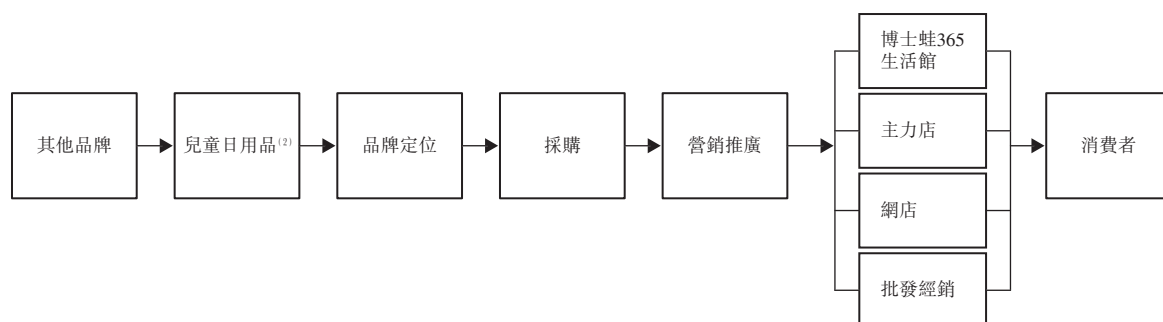 其他品牌
兒童日用品⁽²⁾
品牌定位
採購
營銷推廣
博士蛙365
生活館
主力店
網店
批發經銷
消費者